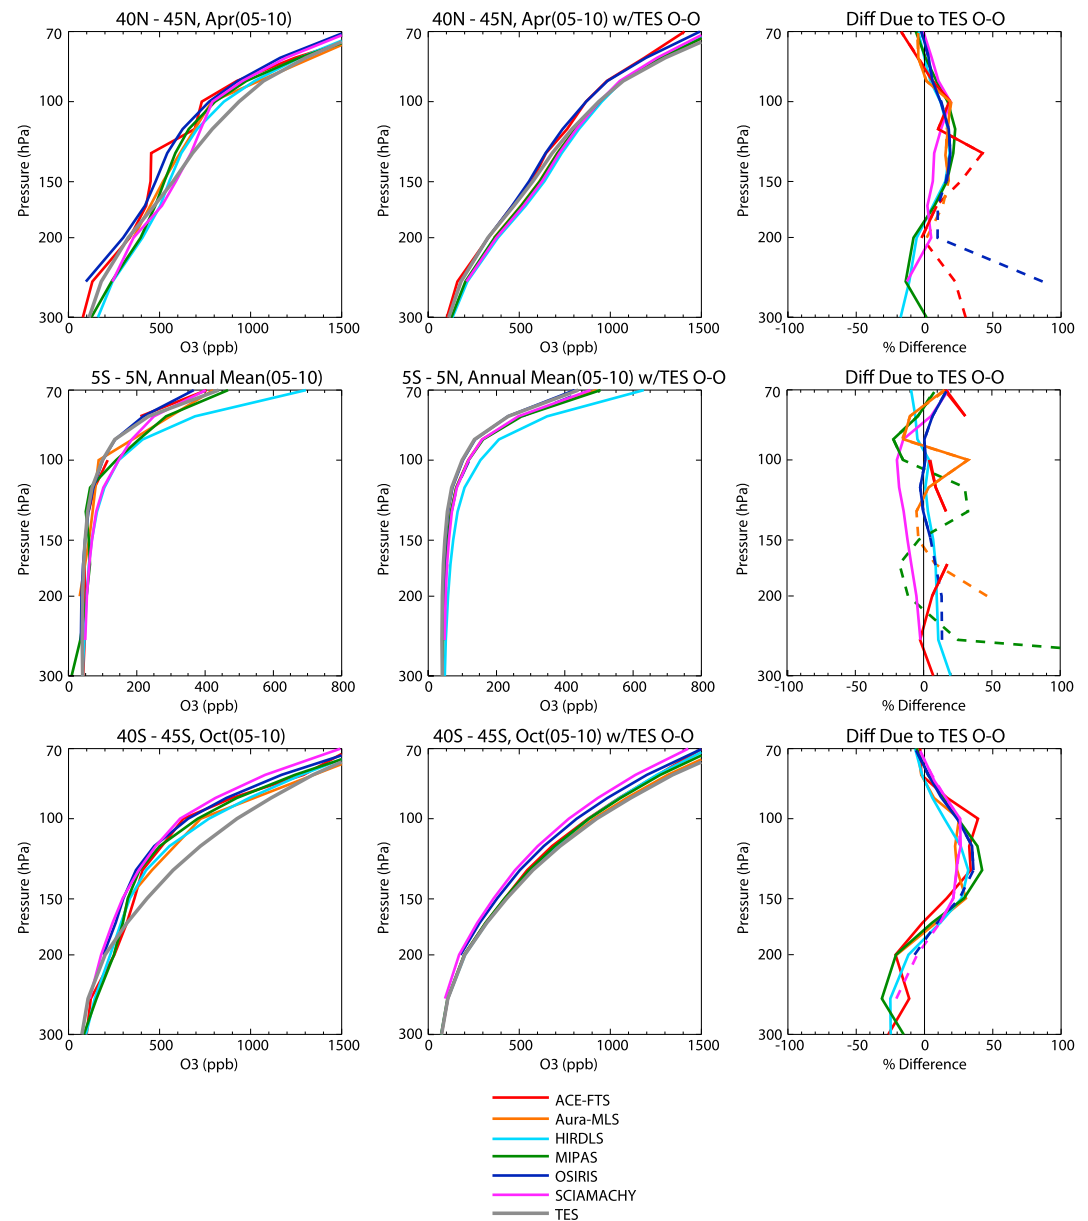 40N - 45N, Apr(05-10)
40N - 45N, Apr(05-10) w/TES O-O
Diff Due to TES O-O
70
100
150
200
300
Pressure (hPa)
0
500
1000
1500
O3 (ppb)
70
100
150
200
300
Pressure (hPa)
0
500
1000
1500
O3 (ppb)
70
100
150
200
300
Pressure (hPa)
-100
-50
0
50
100
% Difference
5S - 5N, Annual Mean(05-10)
5S - 5N, Annual Mean(05-10) w/TES O-O
Diff Due to TES O-O
70
100
150
200
300
Pressure (hPa)
0
200
400
600
800
O3 (ppb)
70
100
150
200
300
Pressure (hPa)
0
200
400
600
800
O3 (ppb)
70
100
150
200
300
Pressure (hPa)
-100
-50
0
50
100
% Difference
40S - 45S, Oct(05-10)
40S - 45S, Oct(05-10) w/TES O-O
Diff Due to TES O-O
70
100
150
200
300
Pressure (hPa)
0
500
1000
1500
O3 (ppb)
70
100
150
200
300
Pressure (hPa)
0
500
1000
1500
O3 (ppb)
70
100
150
200
300
Pressure (hPa)
-100
-50
0
50
100
% Difference
ACE-FTS
Aura-MLS
HIRDLS
MIPAS
OSIRIS
SCIAMACHY
TES